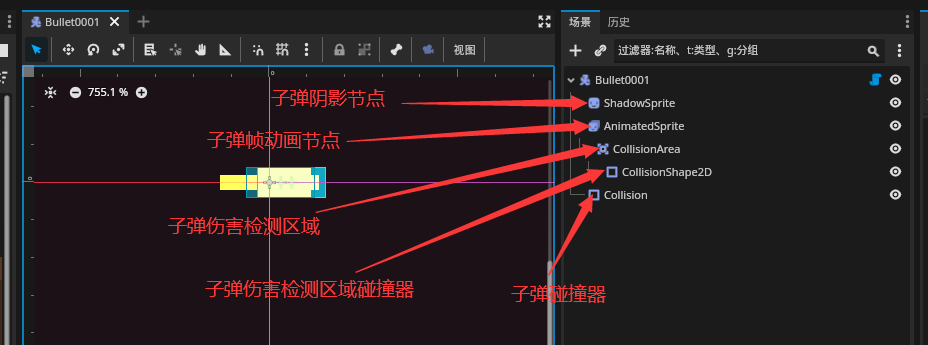 Bullet0001
场景 历史
视图
过滤器:名称、t:类型、g:分组
0
755.1 %
Bullet0001
子弹阴影节点
ShadowSprite
AnimatedSprite
子弹帧动画节点
CollisionArea
CollisionShape2D
0
Collision
子弹伤害检测区域
子弹伤害检测区域碰撞器
子弹碰撞器